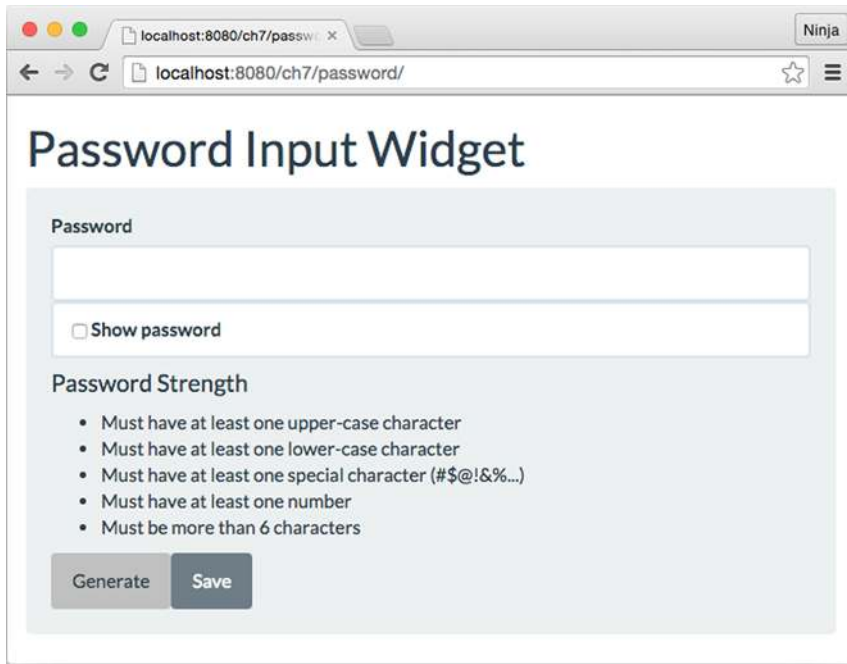 localhost:8080/ch7/passw
Ninja
localhost:8080/ch7/password/
Password Input Widget
Password
Show password
Password Strength
• Must have at least one upper-case character
• Must have at least one lower-case character
• Must have at least one special character (#$@!&%...)
• Must have at least one number
• Must be more than 6 characters
Generate
Save